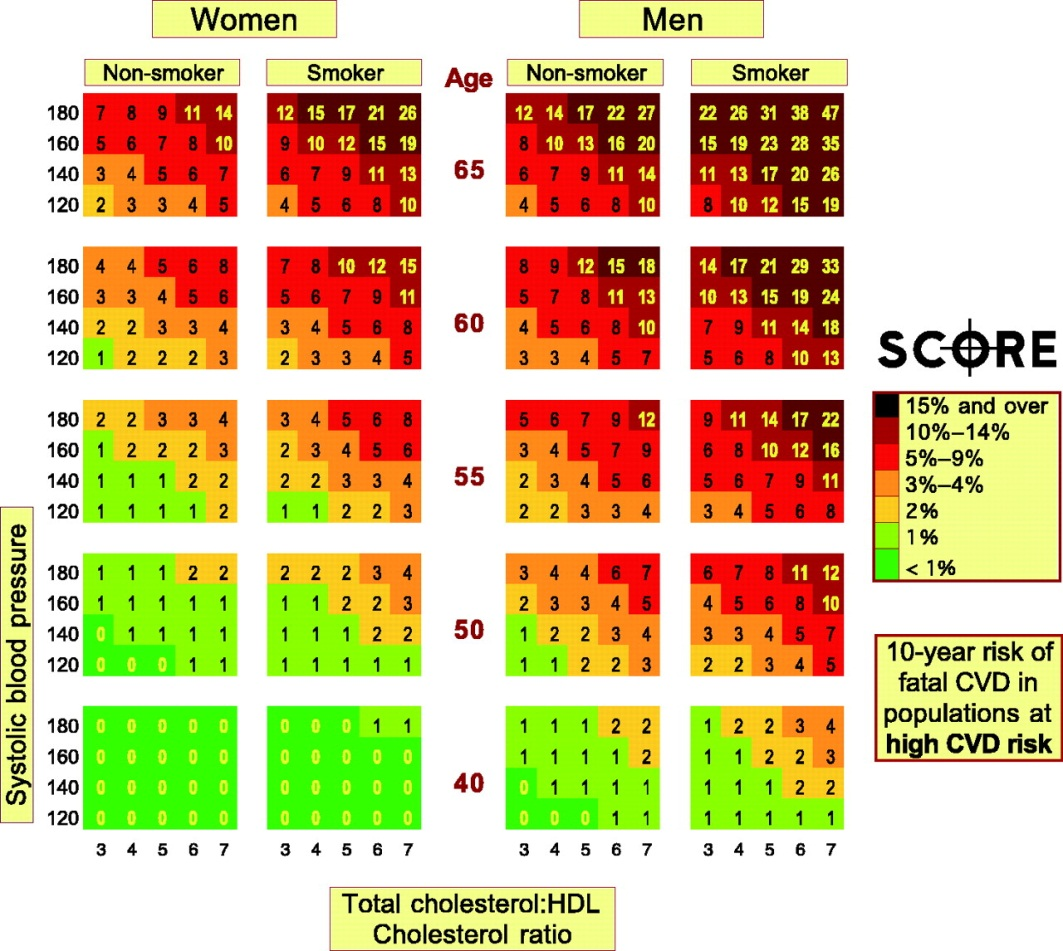 Women Men
Non-smoker Smoker Age Non-smoker Smoker
180 7 8 9 11 14 12 15 17 21 26 12 14 17 22 27 22 26 31 38 47
160 5 6 7 8 10 9 10 12 15 19 8 10 13 16 20 15 19 23 28 35
65
140 3 4 5 6 7 6 7 9 11 13 6 7 9 11 14 11 13 17 20 26
120 2 3 3 4 5 4 5 6 8 10 4 5 6 8 10 8 10 12 15 19
180 4 4 5 6 8 7 8 10 12 15 8 9 12 15 18 14 17 21 29 33
160 3 3 4 5 6 5 6 7 9 11 5 7 8 11 13 10 13 15 19 24
60
140 2 2 3 3 4 3 4 5 6 8 4 5 6 8 10 7 9 11 14 18
120 1 2 2 2 3 2 3 3 4 5 3 3 4 5 7 5 6 8 10 13
180 2 2 3 3 4 3 4 5 6 8 5 6 7 9 12 9 11 14 17 22
160 1 2 2 2 3 2 3 4 5 6 3 4 5 7 9 6 8 10 12 16
55
140 1 1 1 2 2 2 2 3 3 4 2 3 4 5 6 5 6 7 9 11
120 1 1 1 1 2 1 1 2 2 3 2 2 3 3 4 3 4 5 6 8
180 1 1 1 2 2 2 2 2 3 4 3 4 4 6 7 6 7 8 11 12
160 1 1 1 1 1 1 1 2 2 3 2 3 3 4 5 4 5 6 8 10
50
140 0 1 1 1 1 1 1 1 2 2 1 2 2 3 4 3 3 4 5 7
120 0 0 0 1 1 1 1 1 1 1 1 1 2 2 3 2 2 3 4 5
180 0 0 0 0 0 0 0 0 1 1 1 1 1 2 2 1 2 2 3 4
160 0 0 0 0 0 0 0 0 0 0 1 1 1 1 2 1 1 2 2 3
40
140 0 0 0 0 0 0 0 0 0 0 0 1 1 1 1 1 1 1 2 2
120 0 0 0 0 0 0 0 0 0 0 0 0 0 1 1 1 1 1 1 1
3 4 5 6 7 3 4 5 6 7 3 4 5 6 7 3 4 5 6 7
Systolic blood pressure
Total cholesterol:HDL
Cholesterol ratio
SCORE
15% and over
10%–14%
5%–9%
3%–4%
2%
1%
< 1%
10-year risk of
fatal CVD in
populations at
high CVD risk